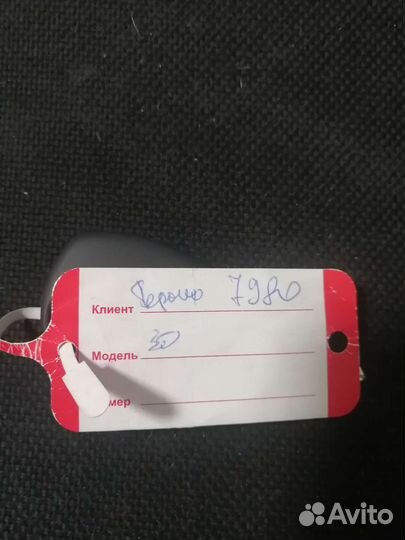 Клиент 7980
Модель 30
мер
Avito